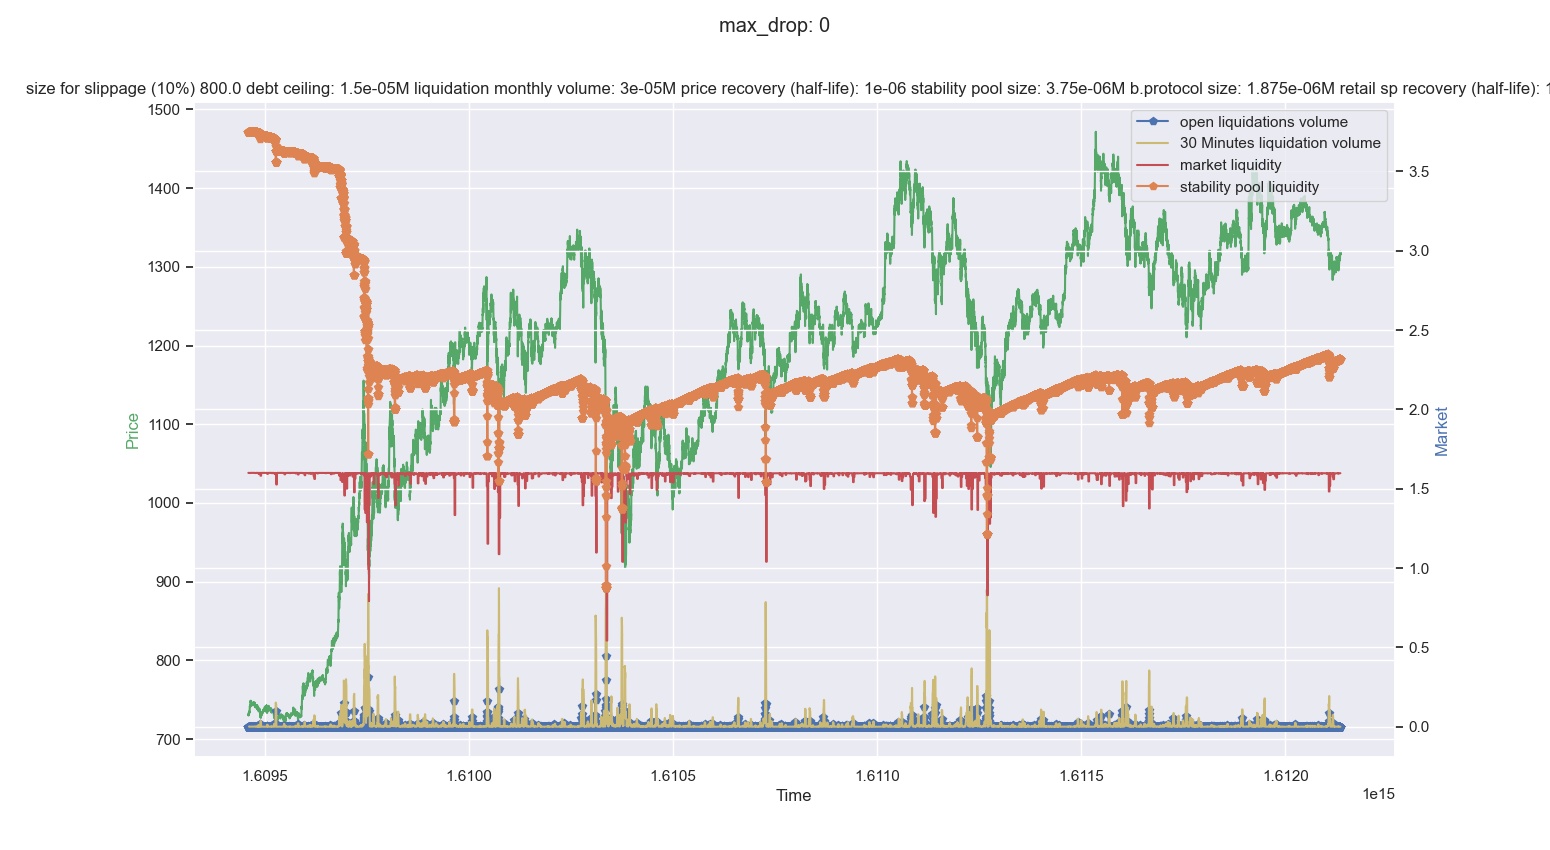 max_drop: 0
size for slippage (10%) 800.0 debt ceiling: 1.5e-05M liquidation monthly volume: 3e-05M price recovery (half-life): 1e-06 stability pool size: 3.75e-06M b.protocol size: 1.875e-06M retail sp recovery (half-life): 1
1500
1400
1300
1200
1100
1000
900
800
700
Price
open liquidations volume
30 Minutes liquidation volume
market liquidity
stability pool liquidity
3.5
3.0
2.5
2.0
1.5
1.0
0.5
0.0
Market
1.6095
1.6100
1.6105
1.6110
1.6115
1.6120
Time
1e15